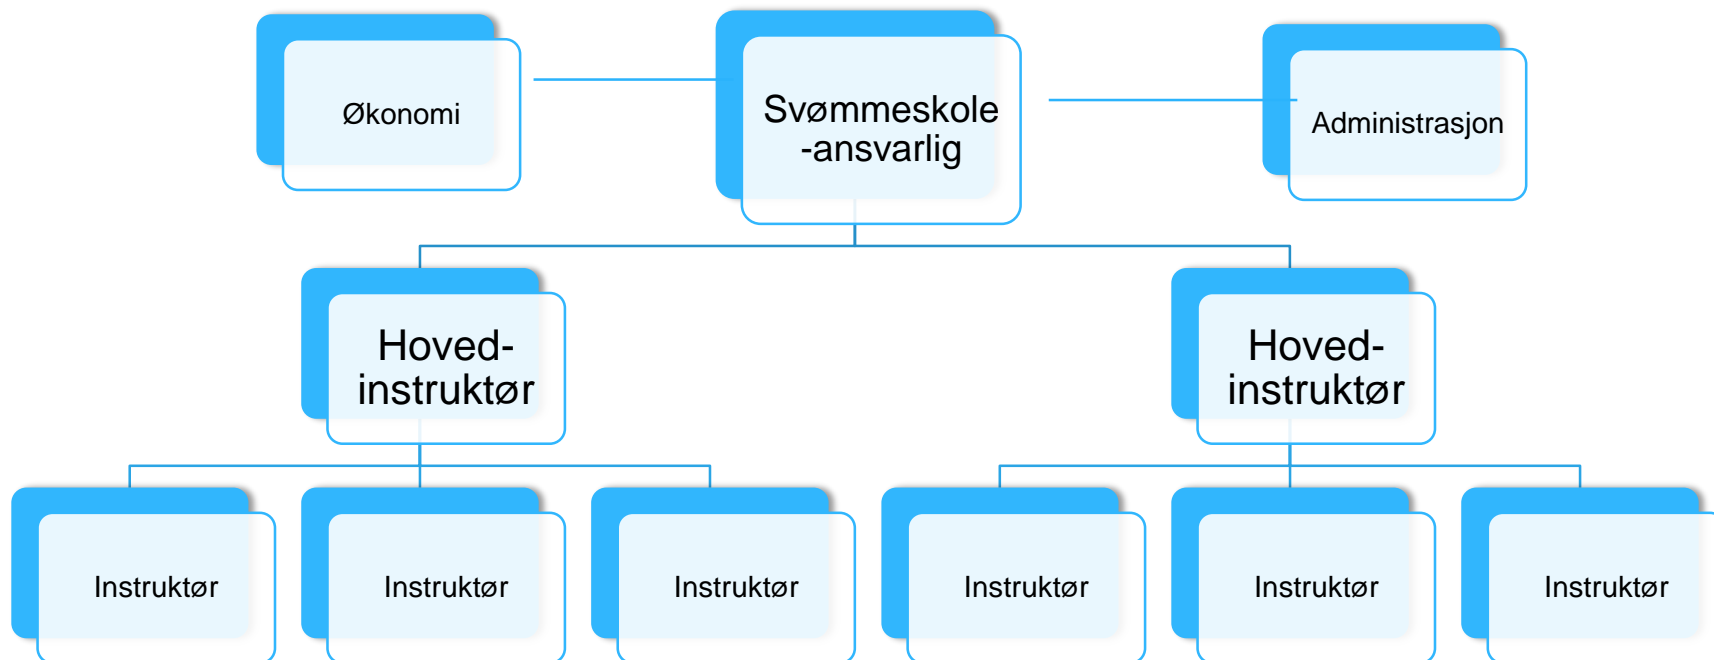 Økonomi
Svømmeskole
-ansvarlig
Administrasjon
Hoved-
instruktør
Hoved-
instruktør
Instruktør
Instruktør
Instruktør
Instruktør
Instruktør
Instruktør